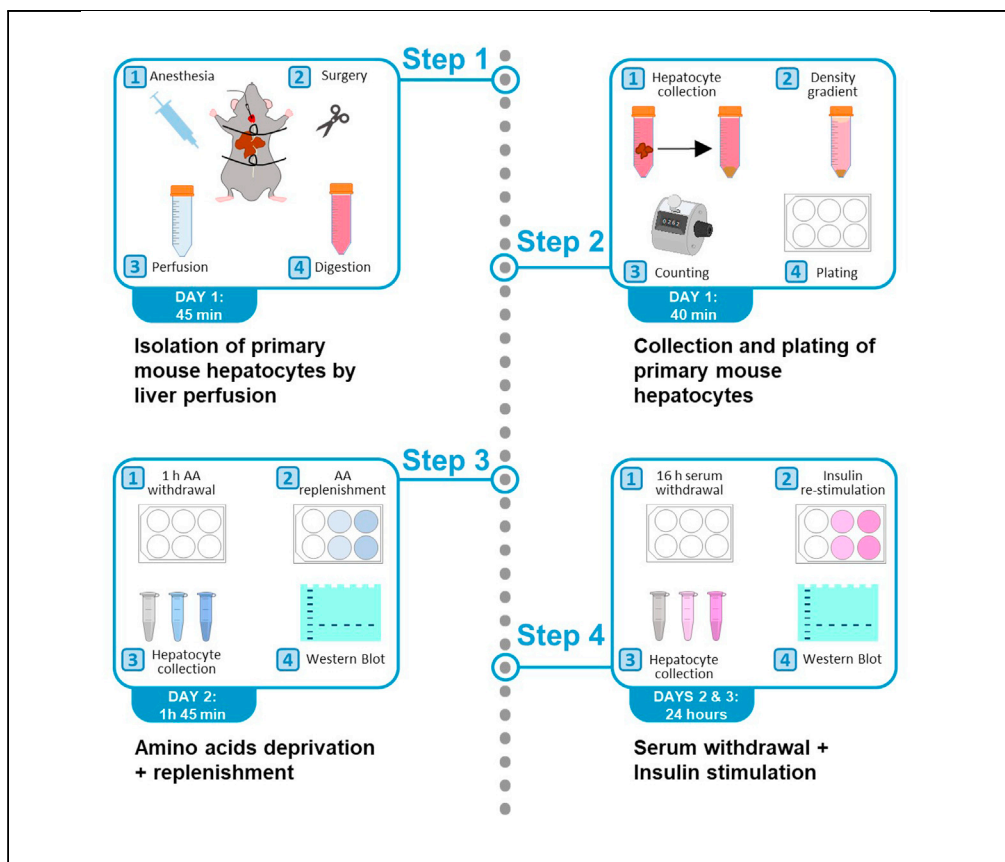 Step 1
1 Anesthesia
2 Surgery
3 Perfusion
4 Digestion
DAY 1:
45 min
Isolation of primary
mouse hepatocytes by
liver perfusion
Step 2
1 Hepatocyte
collection
2 Density
gradient
0262
3 Counting
4 Plating
DAY 1:
40 min
Collection and plating of
primary mouse
hepatocytes
Step 3
1 1 h AA
withdrawal
2 AA
replenishment
3 Hepatocyte
collection
4 Western Blot
DAY 2:
1h 45 min
Amino acids deprivation
+ replenishment
Step 4
1 16 h serum
withdrawal
2 Insulin
re-stimulation
3 Hepatocyte
collection
4 Western Blot
DAYS 2 & 3:
24 hours
Serum withdrawal +
Insulin stimulation